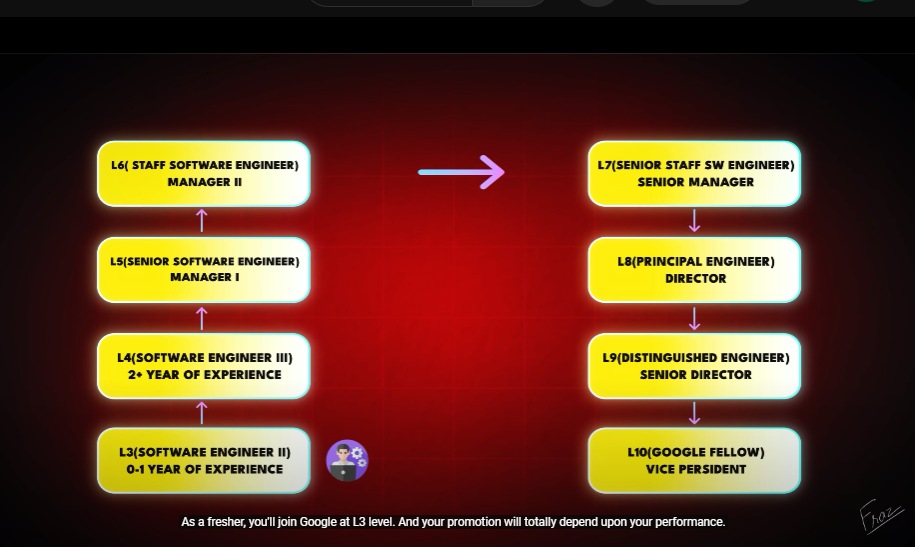 L6( STAFF SOFTWARE ENGINEER)
MANAGER II
L5(SENIOR SOFTWARE ENGINEER)
MANAGER I
L4(SOFTWARE ENGINEER III)
2+ YEAR OF EXPERIENCE
L3(SOFTWARE ENGINEER II)
0-1 YEAR OF EXPERIENCE
L7(SENIOR STAFF SW ENGINEER)
SENIOR MANAGER
L8(PRINCIPAL ENGINEER)
DIRECTOR
L9(DISTINGUISHED ENGINEER)
SENIOR DIRECTOR
L10(GOOGLE FELLOW)
VICE PERSIDENT
As a fresher, you'll join Google at L3 level. And your promotion will totally depend upon your performance.
Fraz